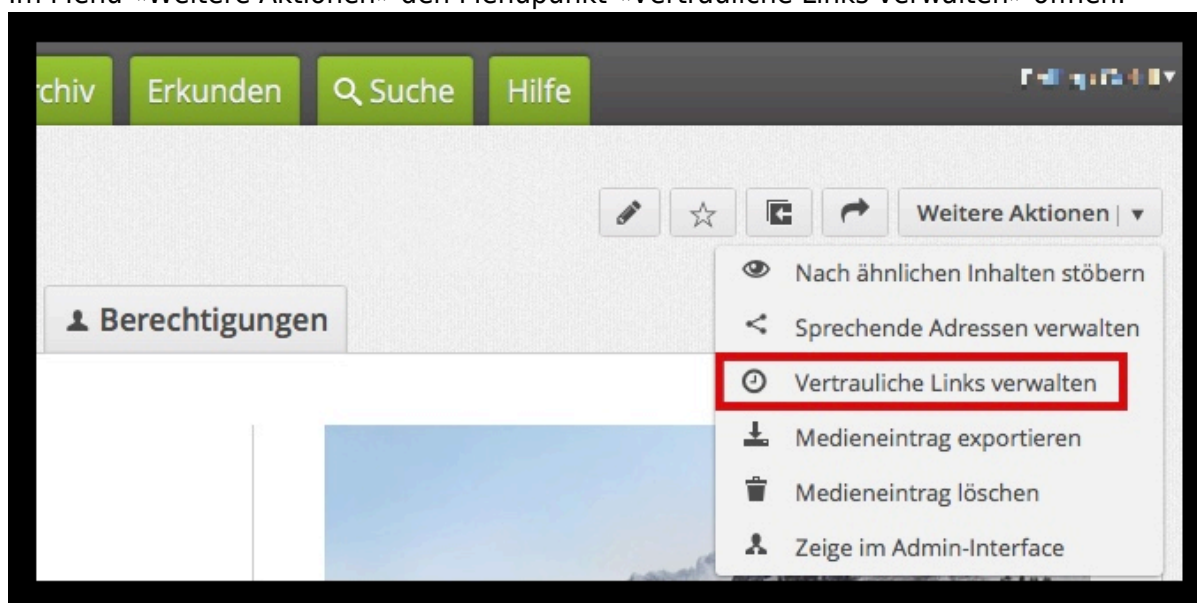 Im Menü «Weitere Aktionen» den Menüpunkt «Vertrauliche Links verwalten» öffnen.
rchiv Erkunden Suche Hilfe
Weitere Aktionen
Nach ähnlichen Inhalten stöbern
Sprechende Adressen verwalten
Berechtigungen
Vertrauliche Links verwalten
Medieneintrag exportieren
Medieneintrag löschen
Zeige im Admin-Interface